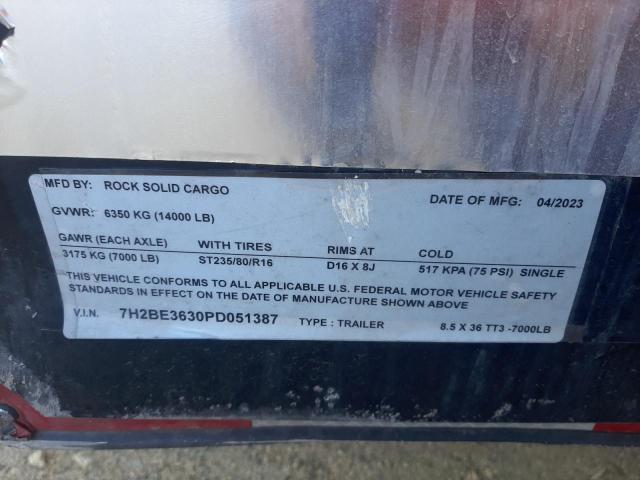 MFD BY: ROCK SOLID CARGO DATE OF MFG: 04/2023
GVWR: 6350 KG (14000 LB)
GAWR (EACH AXLE) WITH TIRES RIMS AT COLD
3175 KG (7000 LB) ST235/80/R16 D16 X 8J 517 KPA (75 PSI) SINGLE
THIS VEHICLE CONFORMS TO ALL APPLICABLE U.S. FEDERAL MOTOR VEHICLE SAFETY
STANDARDS IN EFFECT ON THE DATE OF MANUFACTURE SHOWN ABOVE
V.I.N. 7H2BE3630PD051387 TYPE : TRAILER 8.5 X 36 TT3 -7000LB